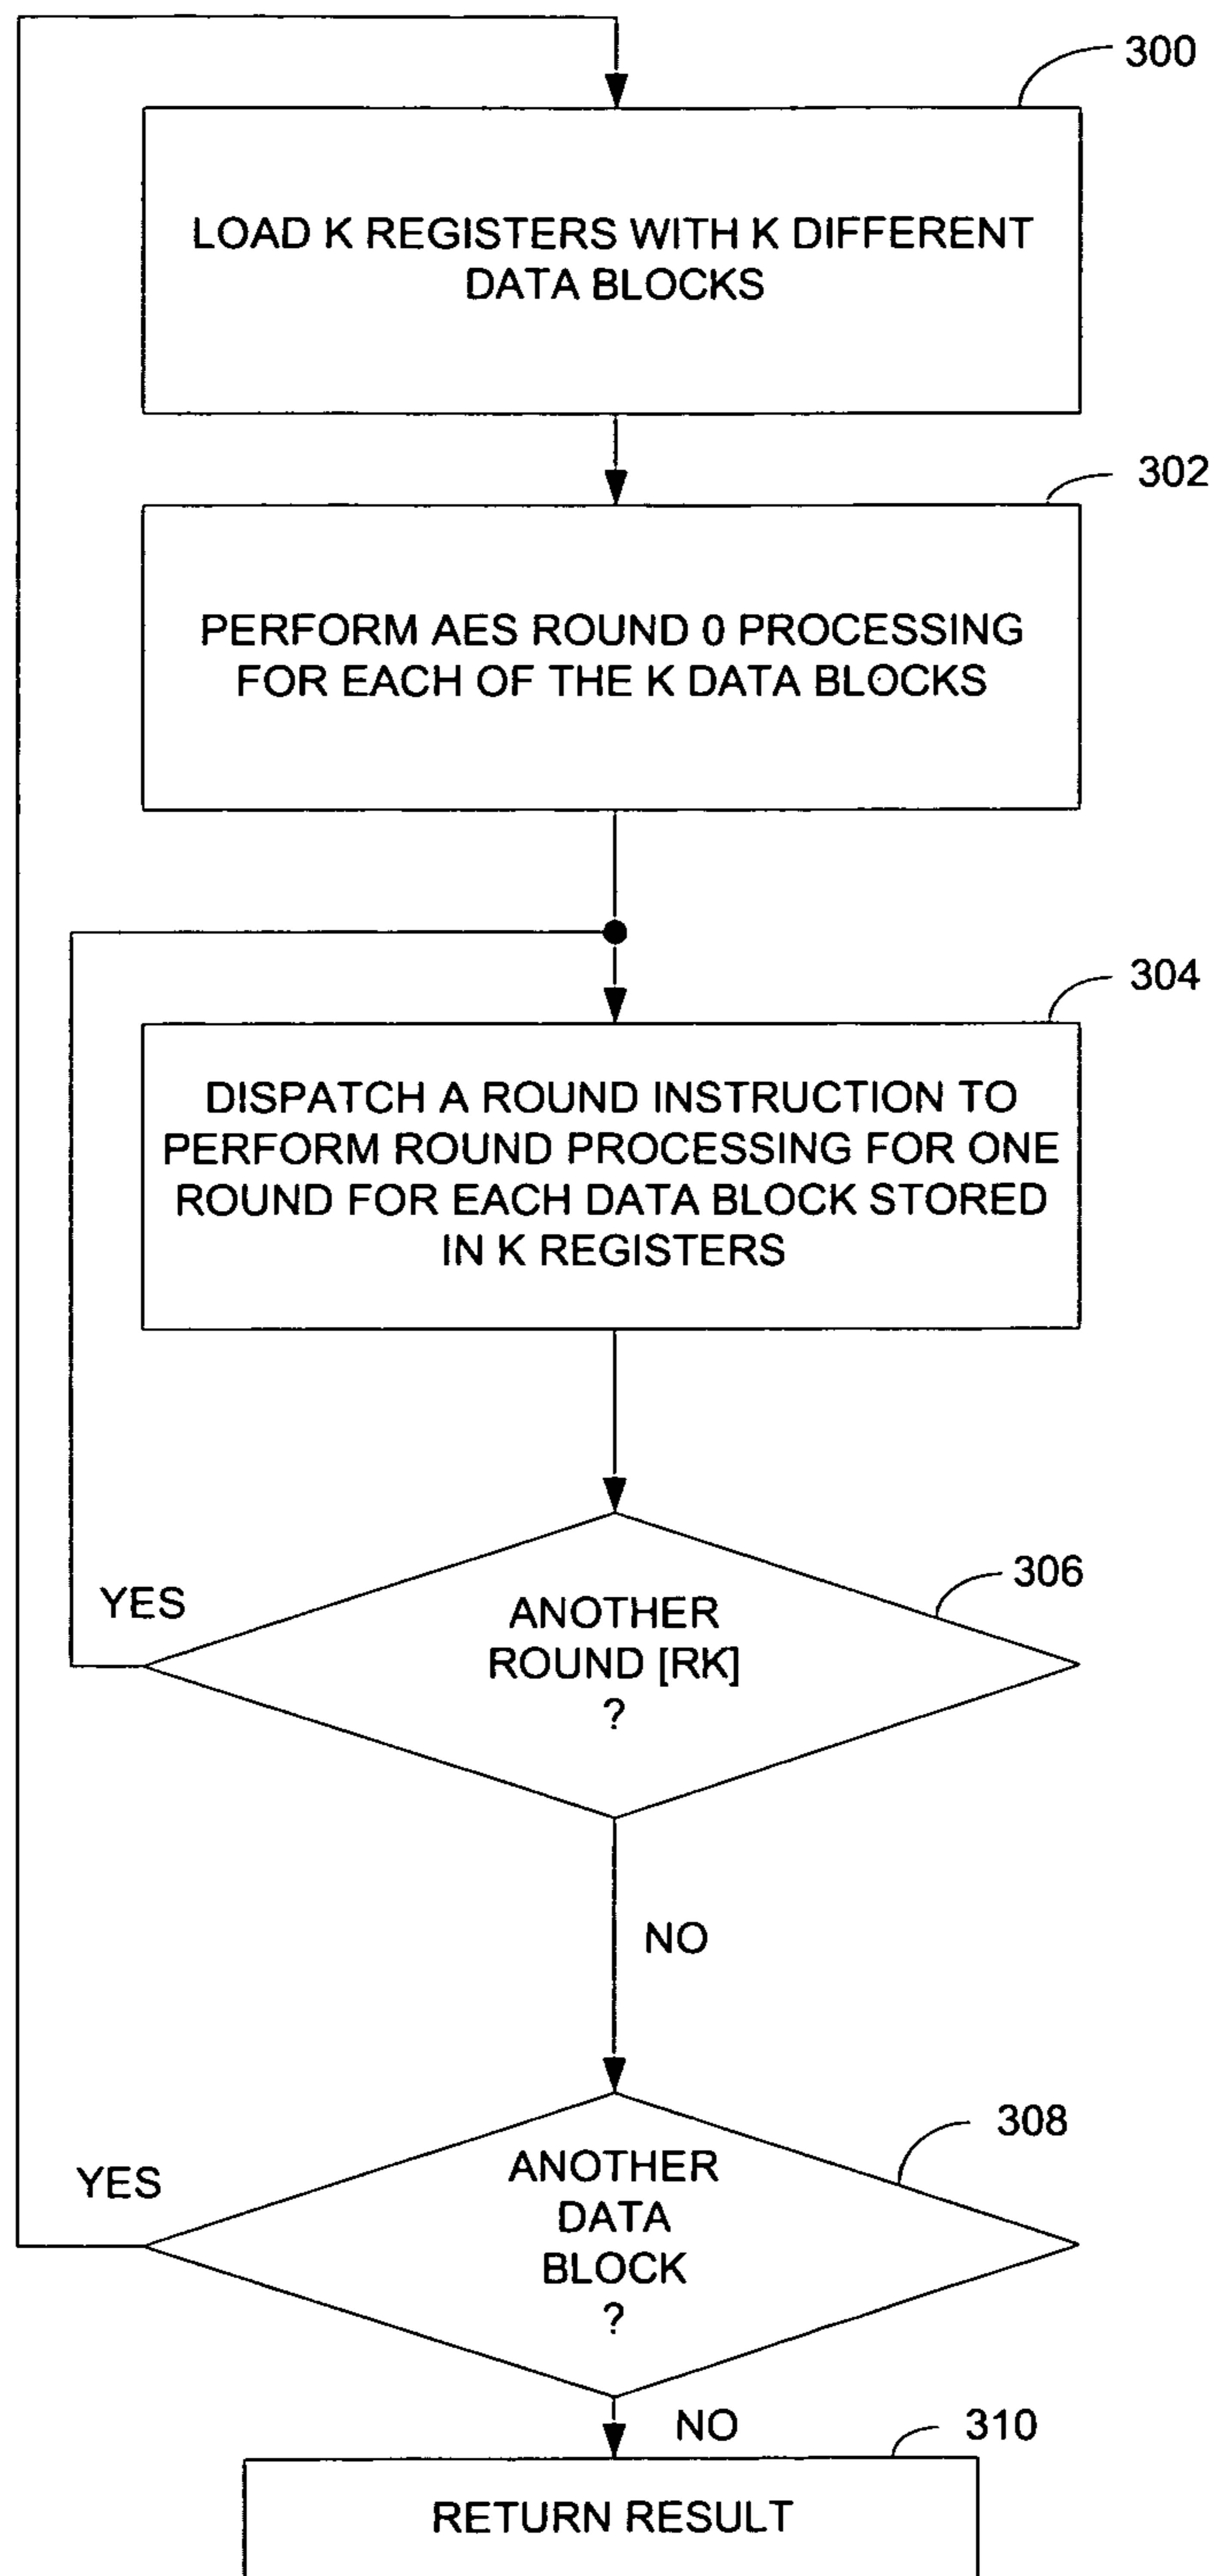 300
LOAD K REGISTERS WITH K DIFFERENT
DATA BLOCKS
302
PERFORM AES ROUND 0 PROCESSING
FOR EACH OF THE K DATA BLOCKS
304
DISPATCH A ROUND INSTRUCTION TO
PERFORM ROUND PROCESSING FOR ONE
ROUND FOR EACH DATA BLOCK STORED
IN K REGISTERS
306
YES
ANOTHER
ROUND [RK]
?
NO
308
YES
ANOTHER
DATA
BLOCK
?
NO
310
RETURN RESULT